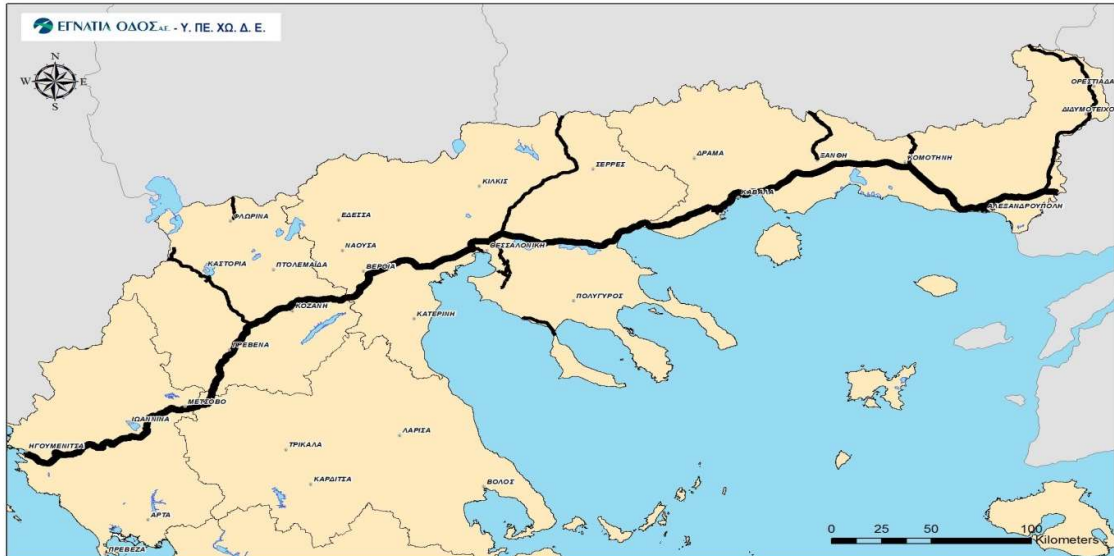 ΕΓΝΑΤΙΑ ΟΔΟΣ Α.Ε. - Υ. ΠΕ. ΧΩ. Δ. Ε.
N
W E
S
ΟΡΕΣΤΙΑΔΑ
ΔΙΔΥΜΟΤΕΙΧΟ
ΣΕΡΡΕΣ
ΔΡΑΜΑ
ΞΑΝΘΗ
ΚΟΜΟΤΗΝΗ
ΚΙΛΚΙΣ
ΚΑΒΑΛΑ
ΑΛΕΞΑΝΔΡΟΥΠΟΛΗ
ΦΛΩΡΙΝΑ
ΕΔΕΣΣΑ
ΝΑΟΥΣΑ
ΘΕΣΣΑΛΟΝΙΚΗ
ΚΑΣΤΟΡΙΑ
ΠΤΟΛΕΜΑΙΔΑ
ΒΕΡΟΙΑ
ΠΟΛΥΓΥΡΟΣ
ΚΟΖΑΝΗ
ΚΑΤΕΡΙΝΗ
ΓΡΕΒΕΝΑ
ΜΕΤΣΟΒΟ
ΙΩΑΝΝΙΝΑ
ΗΓΟΥΜΕΝΙΤΣΑ
ΛΑΡΙΣΑ
ΤΡΙΚΑΛΑ
ΚΑΡΔΙΤΣΑ
ΒΟΛΟΣ
ΑΡΤΑ
ΠΡΕΒΕΖΑ
0 25 50 100
Kilometers